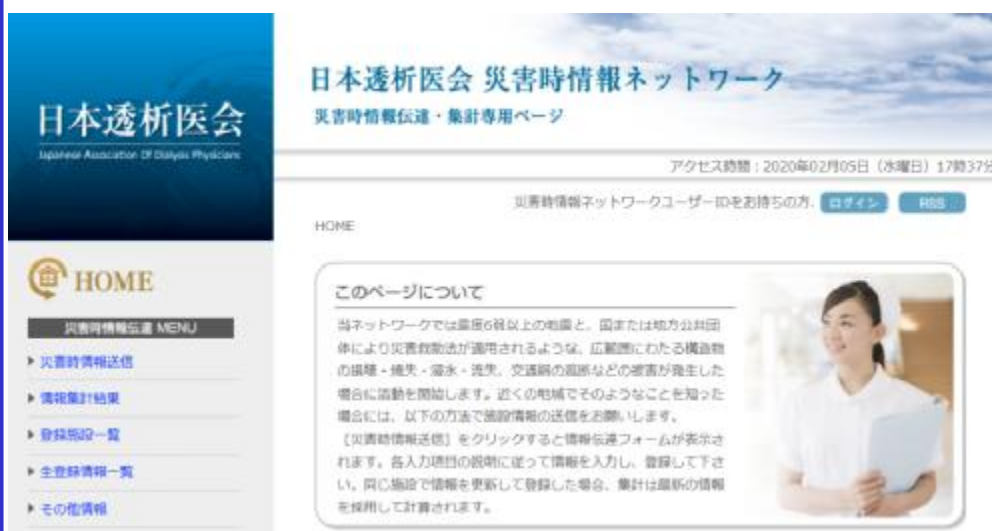 日本透析医会
Japanese Association Of Dialysis Physicians
日本透析医会 災害時情報ネットワーク
災害時情報伝達・集計専用ページ
アクセス時間：2020年02月05日（水曜日）17時37分
災害時情報ネットワークユーザーIDをお持ちの方.
ログイン
RSS
HOME
HOME
災害時情報伝達 MENU
災害時情報送信
情報集計結果
登録施設一覧
主登録情報一覧
その他情報
このページについて
当ネットワークでは震度6弱以上の地震と、国または地方公共団
体により災害救助法が適用されるような、広範囲にわたる構造物
の損壊・焼失・溺水・流失、交通網の遮断などの被害が発生した
場合に活動を開始します。近くの地域でそのようなことを知った
場合には、以下の方法で施設情報の送信をお願いします。
［災害時情報送信］をクリックすると情報伝達フォームが表示さ
れます。各入力項目の説明に従って情報を入力し、登録して下さ
い。同じ施設で情報を更新して登録した場合、集計は最新の情報
を採用して計算されます。